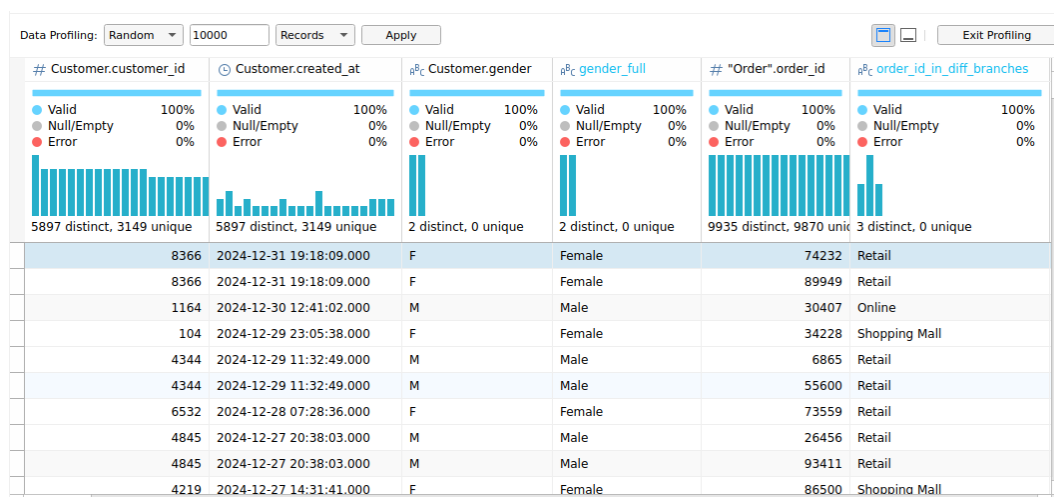 Data Profiling: Random 10000 Records Apply Exit Profiling
# Customer.customer_id Customer.created_at ABC Customer.gender ABC gender_full # "Order".order_id ABC order_id_in_diff_branches
Valid 100% Valid 100% Valid 100% Valid 100% Valid 100% Valid 100%
Null/Empty 0% Null/Empty 0% Null/Empty 0% Null/Empty 0% Null/Empty 0% Null/Empty 0%
Error 0% Error 0% Error 0% Error 0% Error 0% Error 0%
5897 distinct, 3149 unique 5897 distinct, 3149 unique 2 distinct, 0 unique 2 distinct, 0 unique 9935 distinct, 9870 3 distinct, 0 unique
8366 2024-12-31 19:18:09.000 F Female 74232 Retail
8366 2024-12-31 19:18:09.000 F Female 89949 Retail
1164 2024-12-30 12:41:02.000 M Male 30407 Online
104 2024-12-29 23:05:38.000 F Female 34228 Shopping Mall
4344 2024-12-29 11:32:49.000 M Male 6865 Retail
4344 2024-12-29 11:32:49.000 M Male 55600 Retail
6532 2024-12-28 07:28:36.000 F Female 73559 Retail
4845 2024-12-27 20:38:03.000 M Male 26456 Retail
4845 2024-12-27 20:38:03.000 M Male 93411 Retail
4219 2024-12-27 14:31:41.000 F Female 86500 Shopping Mall